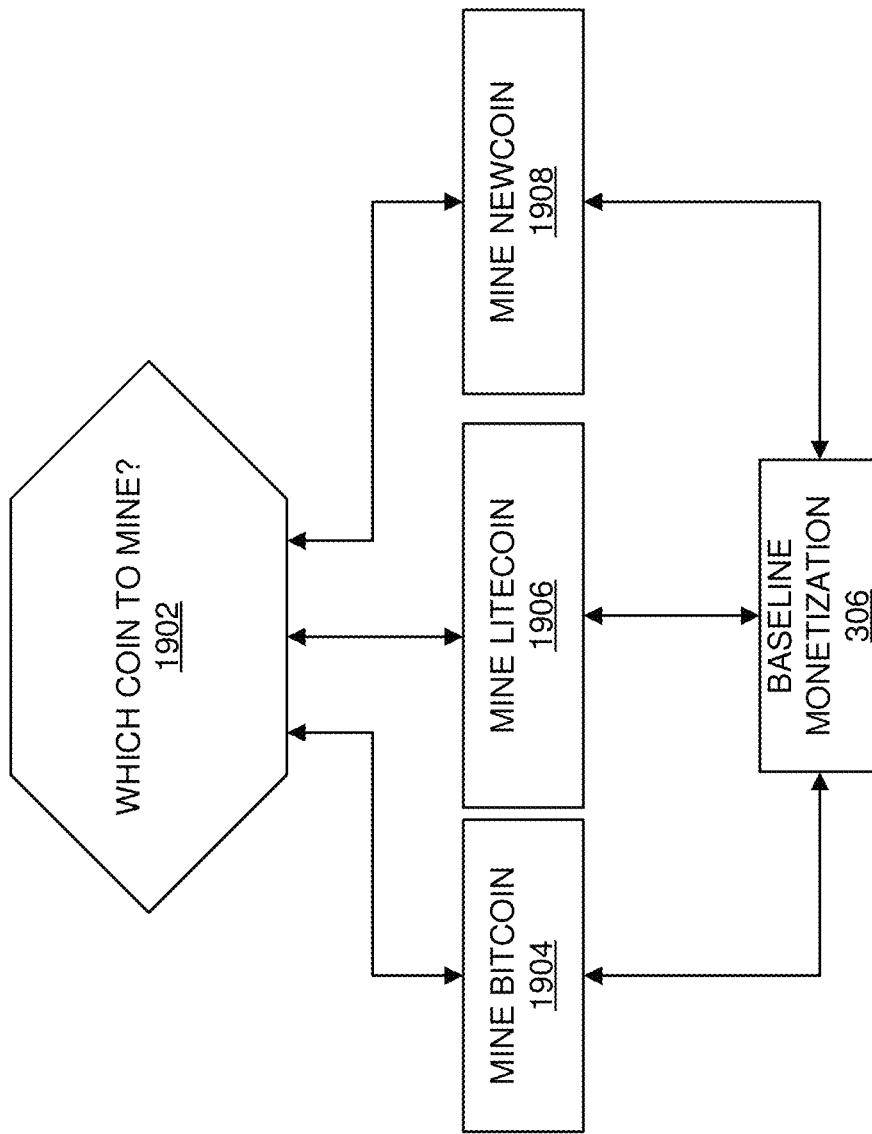 WHICH COIN TO MINE?
1902
MINE BITCOIN
1904
MINE LITECOIN
1906
MINE NEWCOIN
1908
BASELINE
MONETIZATION
306